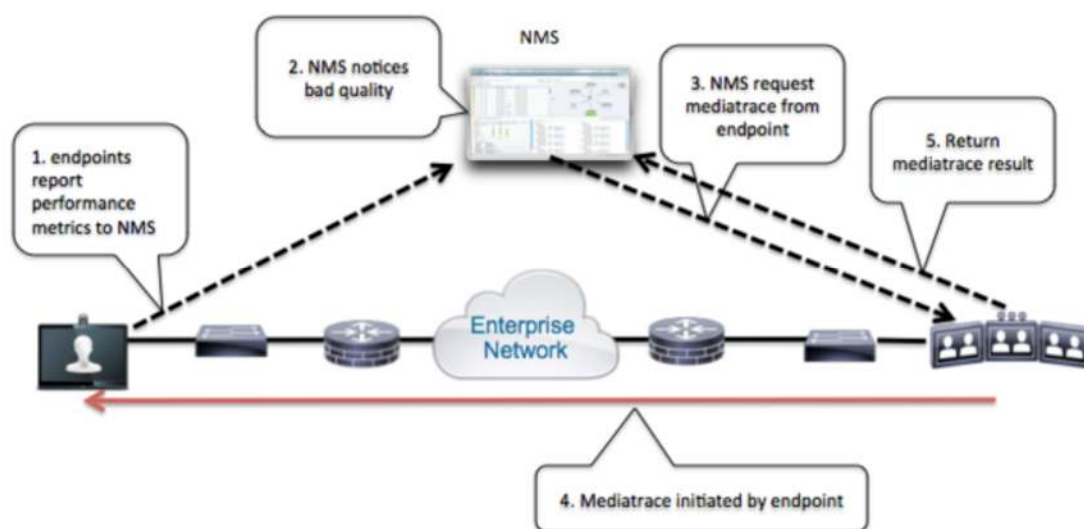 NMS
2. NMS notices
bad quality
3. NMS request
mediatrace from
endpoint
1. endpoints
report
performance
metrics to NMS
5. Return
mediatrace result
Enterprise
Network
4. Mediatrace initiated by endpoint